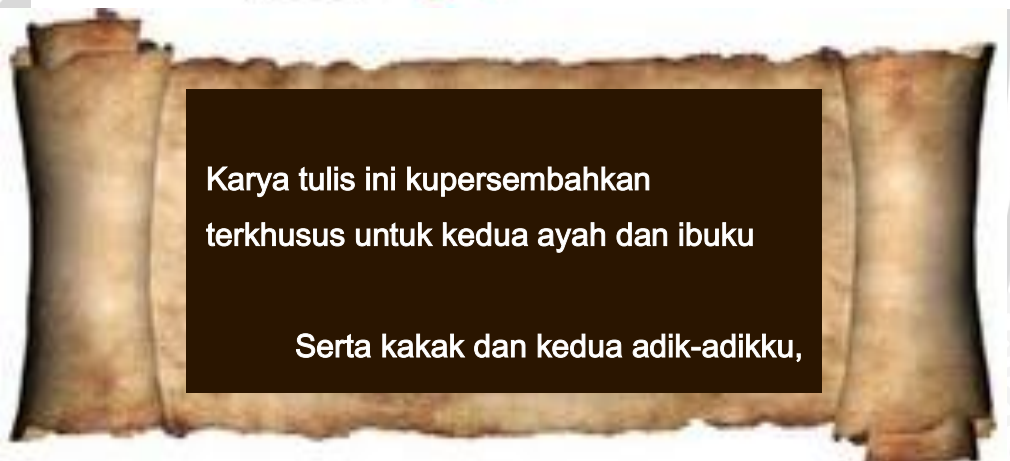 Karya tulis ini kupersembahkan
terkhusus untuk kedua ayah dan ibuku
Serta kakak dan kedua adik-adikku,